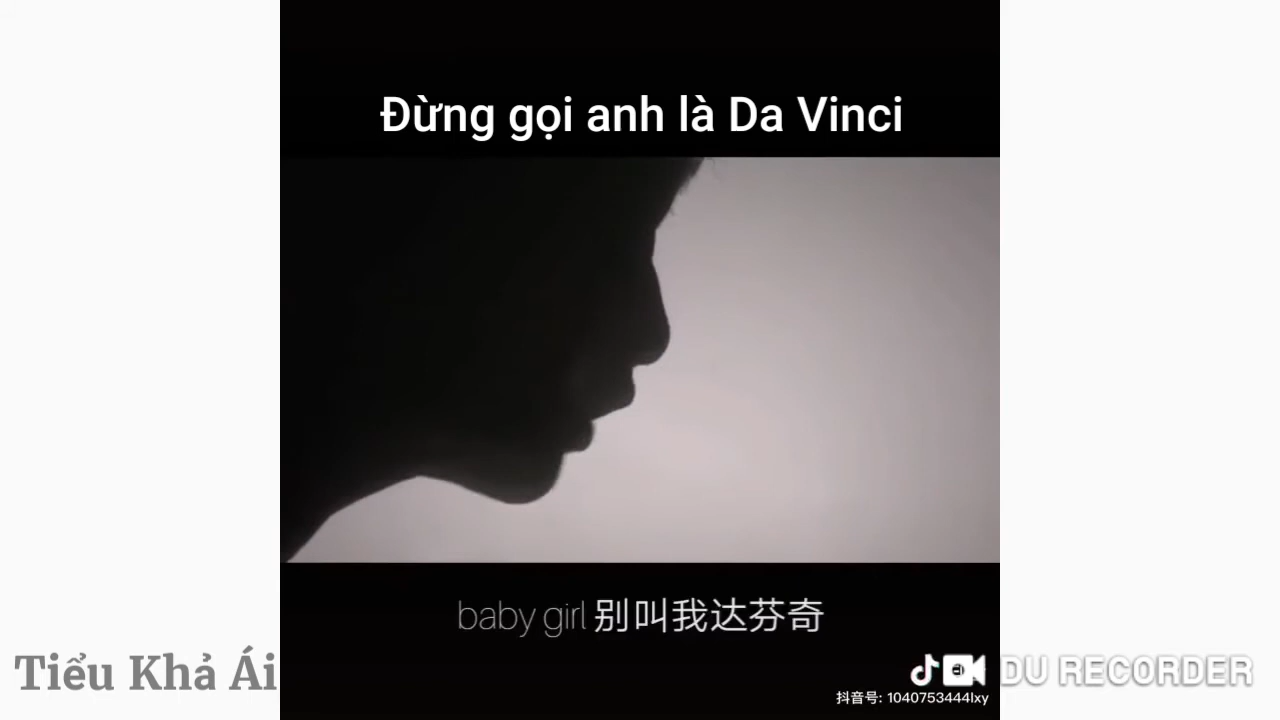 Đừng gọi anh là Da Vinci
baby girl 别叫我达芬奇
Tiểu Khả Ái
DU RECORDER
抖音号: 1040753444lxy